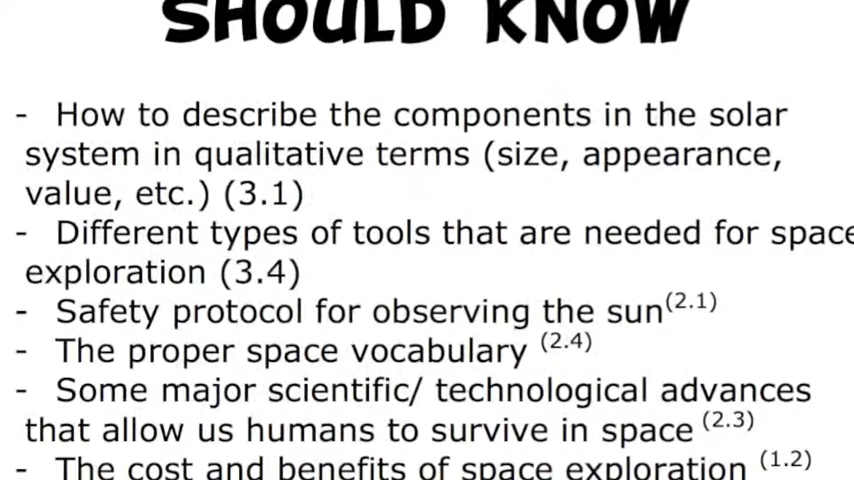 SHOULD KNOW
- How to describe the components in the solar
system in qualitative terms (size, appearance,
value, etc.) (3.1)
- Different types of tools that are needed for space
exploration (3.4)
- Safety protocol for observing the sun(2.1)
- The proper space vocabulary (2.4)
- Some major scientific/ technological advances
that allow us humans to survive in space (2.3)
- The cost and benefits of space exploration (1.2)